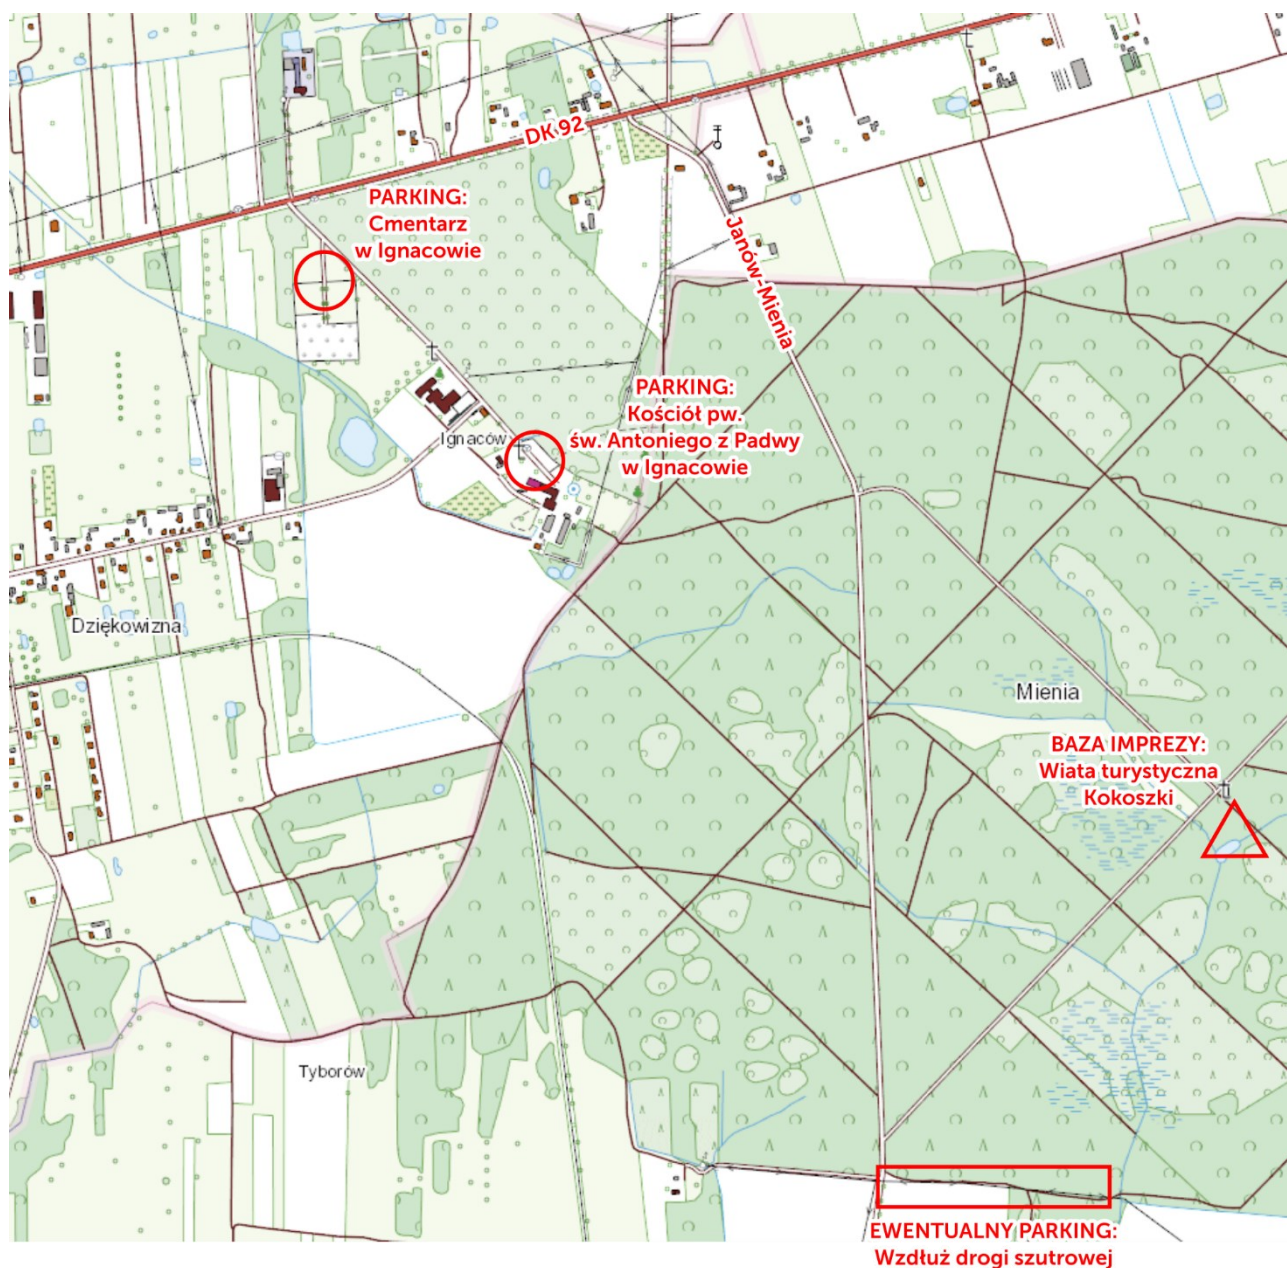 DK 92
PARKING:
Cmentarz
w Ignacowie
Janów-Mienia
PARKING:
Kościół pw.
św. Antoniego z Padwy
w Ignacowie
Ignaców
Dziękowizna
Mienia
BAZA IMPREZY:
Wiata turystyczna
Kokoszki
Tyborów
EWENTUALNY PARKING:
Wzdłuż drogi szutrowej